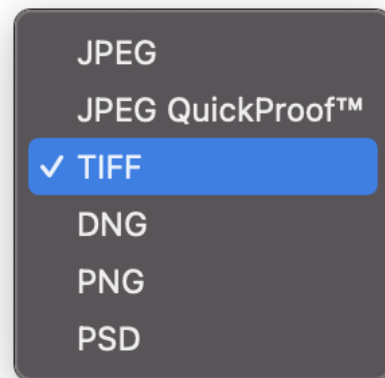 JPEG
JPEG QuickProof™
✓ TIFF
DNG
PNG
PSD